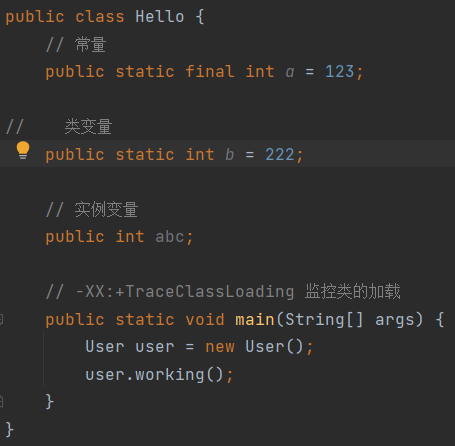 public class Hello {
    // 常量
    public static final int a = 123;

//    类变量
    public static int b = 222;

    // 实例变量
    public int abc;

    // -XX:+TraceClassLoading 监控类的加载
    public static void main(String[] args) {
        User user = new User();
        user.working();
    }
}